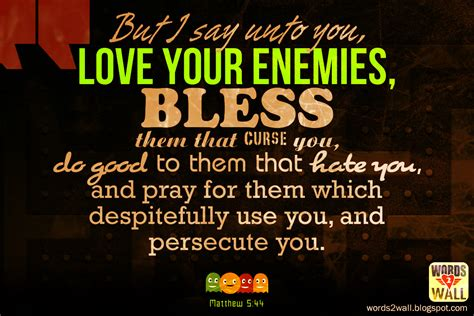 But I say unto you,
LOVE YOUR ENEMIES,
BLESS
them that CURSE you,
do good to them that hate you,
and pray for them which
despitefully use you, and
persecute you.
Matthew 5:44
WORDS
2
WALL
words2wall.blogspot.com